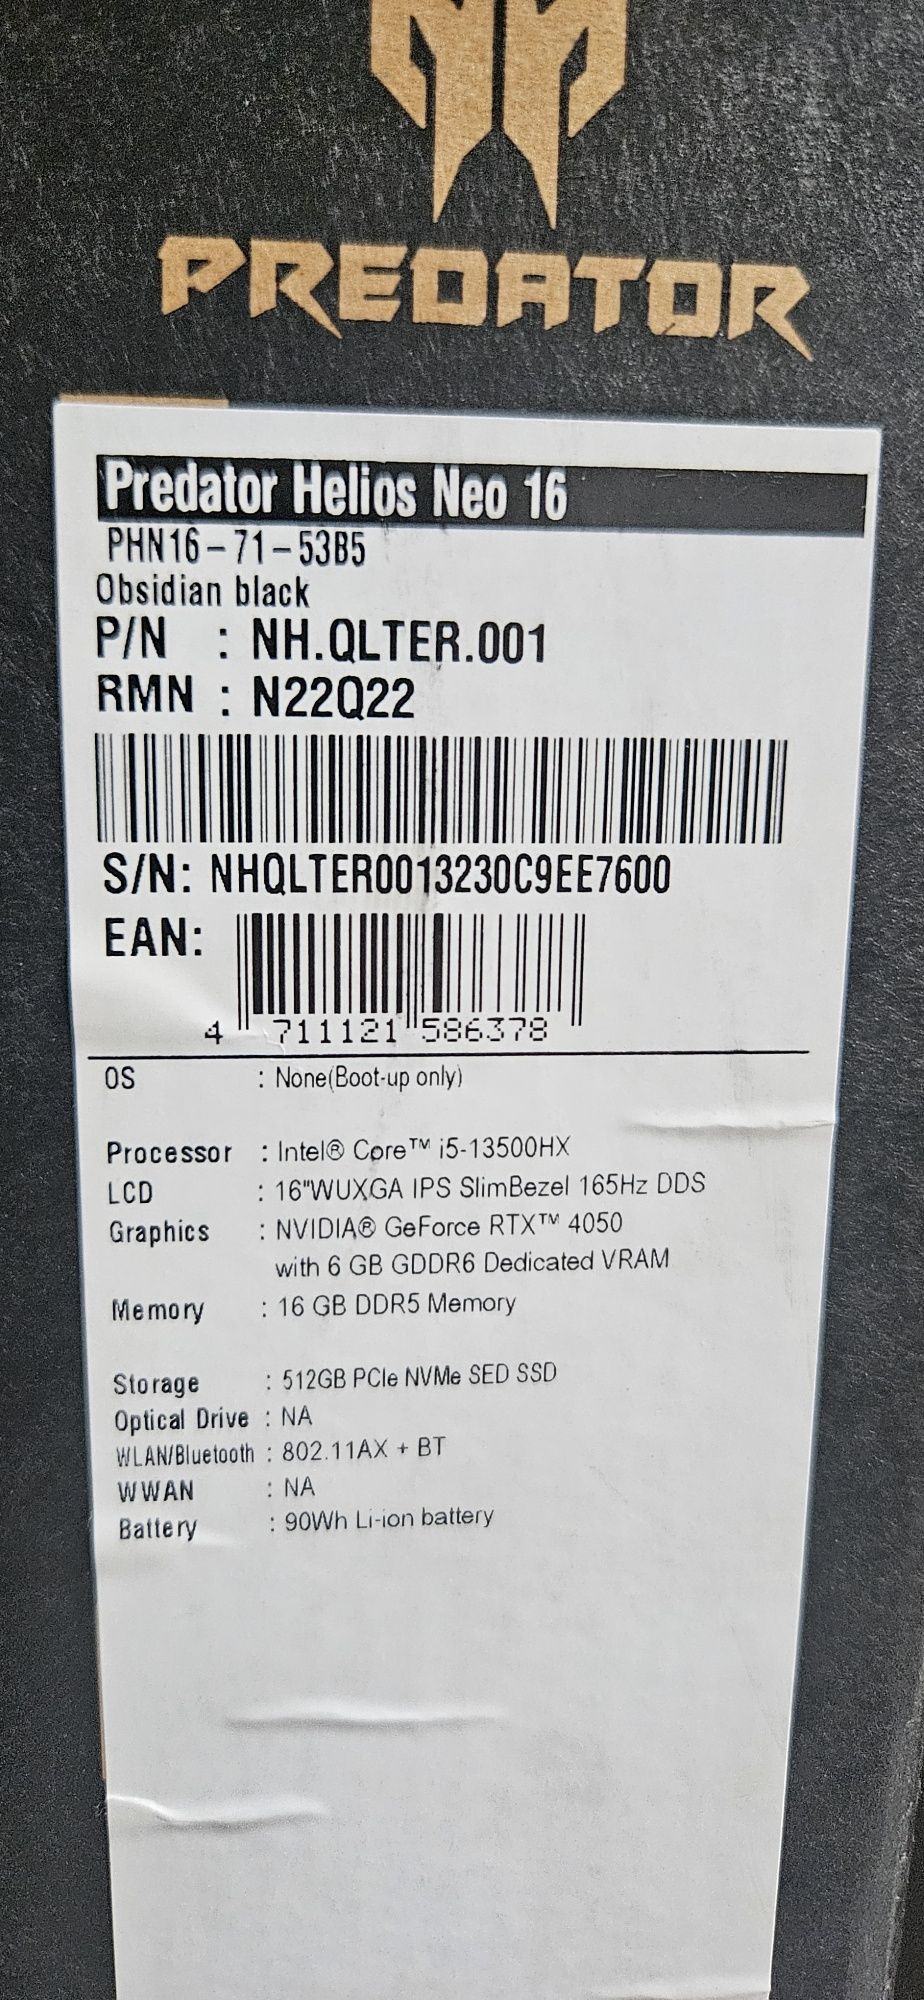 PREDATOR
Predator Helios Neo 16
PHN16-71-53B5
Obsidian black
P/N : NH.QLTER.001
RMN : N22Q22
S/N: NHQLTER0013230C9EE7600
EAN:
4 711121 586378
OS : None(Boot-up only)
Processor : Intel® Core™ i5-13500HX
LCD : 16"WUXGA IPS SlimBezel 165Hz DDS
Graphics : NVIDIA® GeForce RTX™ 4050
with 6 GB GDDR6 Dedicated VRAM
Memory : 16 GB DDR5 Memory
Storage : 512GB PCIe NVMe SED SSD
Optical Drive : NA
WLAN/Bluetooth : 802.11AX + BT
WWAN : NA
Battery : 90Wh Li-ion battery